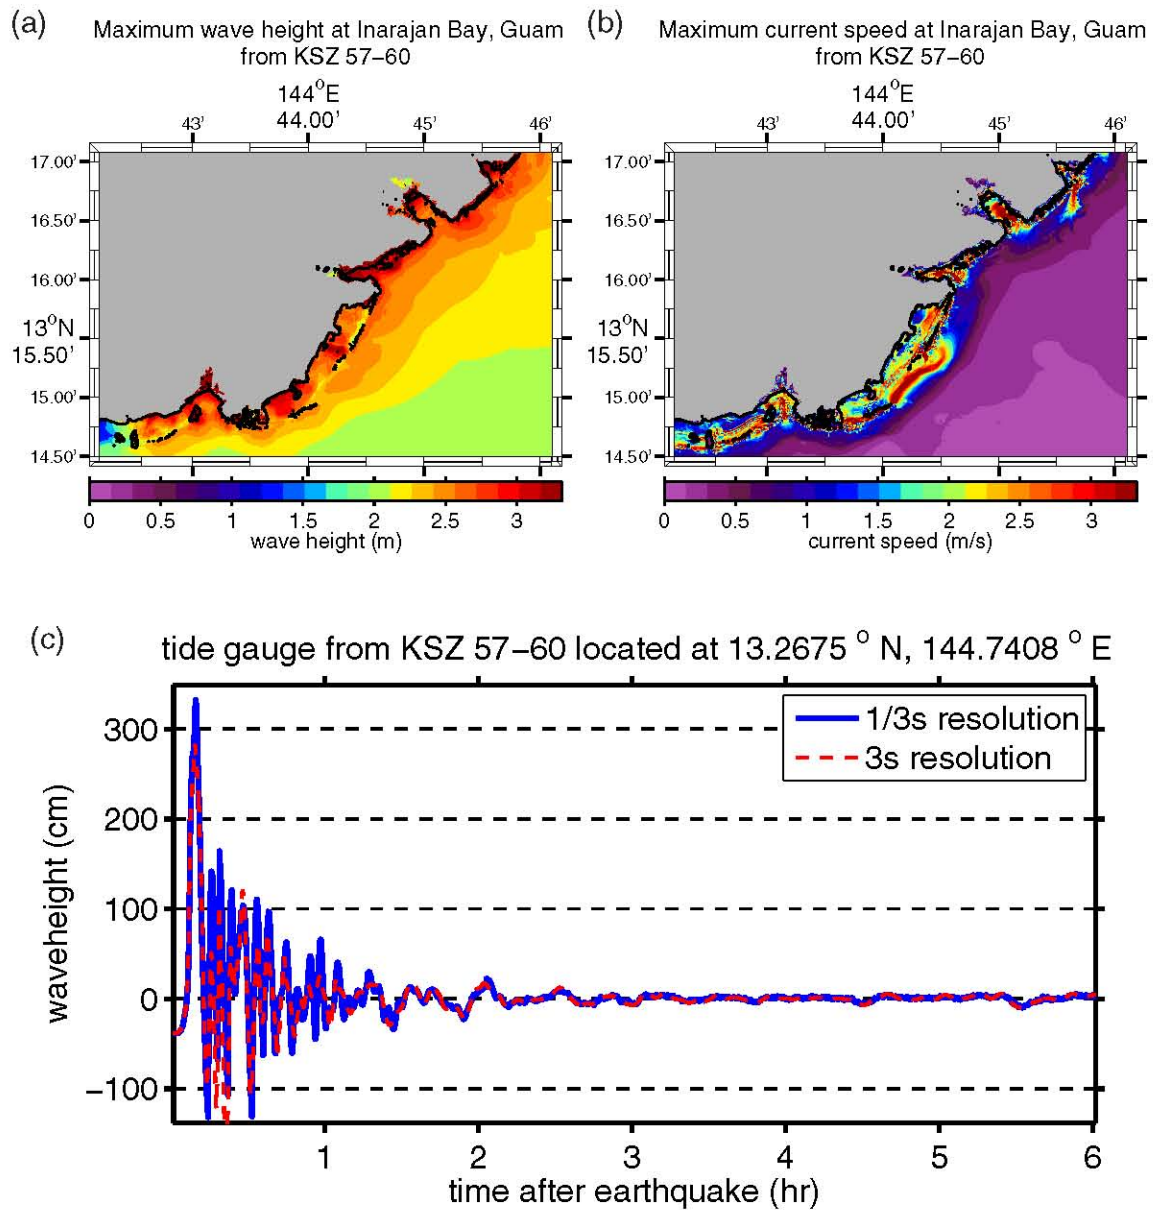 (a)
Maximum wave height at Inarajan Bay, Guam
from KSZ 57−60
144°E
43' 44.00' 45' 46'
17.00'
16.50'
16.00'
13°N
15.50'
15.00'
14.50'
0 0.5 1 1.5 2 2.5 3
wave height (m)
(b)
Maximum current speed at Inarajan Bay, Guam
from KSZ 57−60
144°E
43' 44.00' 45' 46'
17.00'
16.50'
16.00'
13°N
15.50'
15.00'
14.50'
0 0.5 1 1.5 2 2.5 3
current speed (m/s)
(c)
tide gauge from KSZ 57−60 located at 13.2675 ° N, 144.7408 ° E
1/3s resolution
3s resolution
300
200
100
0
−100
waveheight (cm)
1 2 3 4 5 6
time after earthquake (hr)